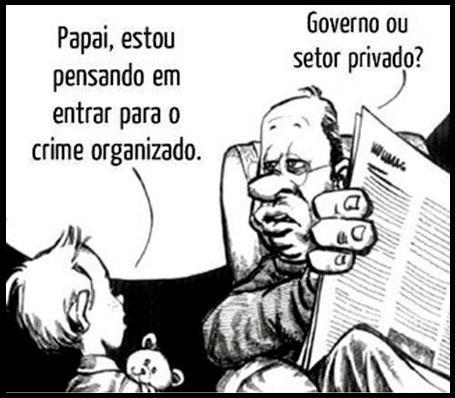 Papai, estou
pensando em
entrar para o
crime organizado.
Governo ou
setor privado?